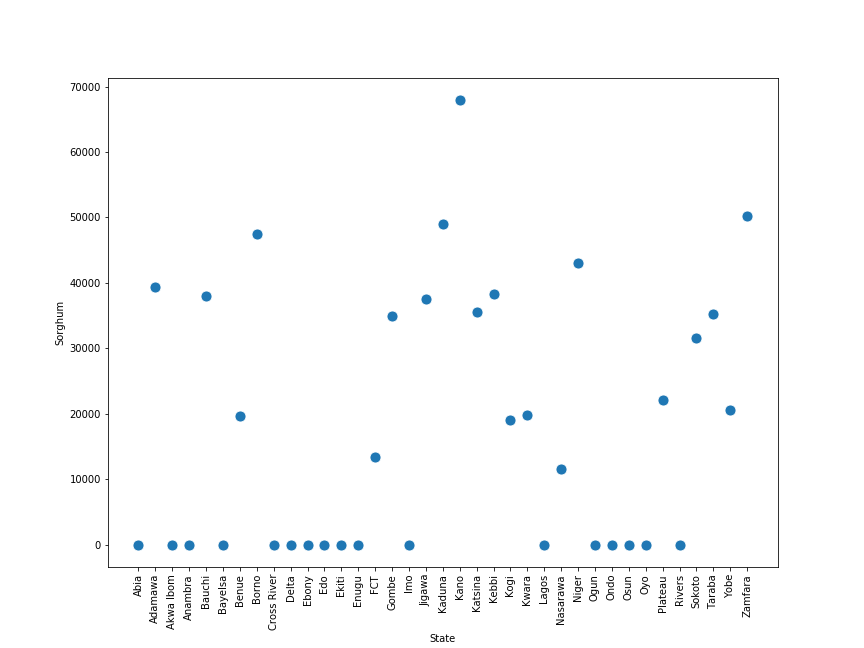 70000
60000
50000
40000
30000
20000
10000
0
Sorghum
Abia
Adamawa
Akwa Ibom
Anambra
Bauchi
Bayelsa
Benue
Borno
Cross River
Delta
Ebony
Edo
Ekiti
Enugu
FCT
Gombe
Imo
Jigawa
Kaduna
Kano
Katsina
Kebbi
Kogi
Kwara
Lagos
Nasarawa
Niger
Ogun
Ondo
Osun
Oyo
Plateau
Rivers
Sokoto
Taraba
Yobe
Zamfara
State